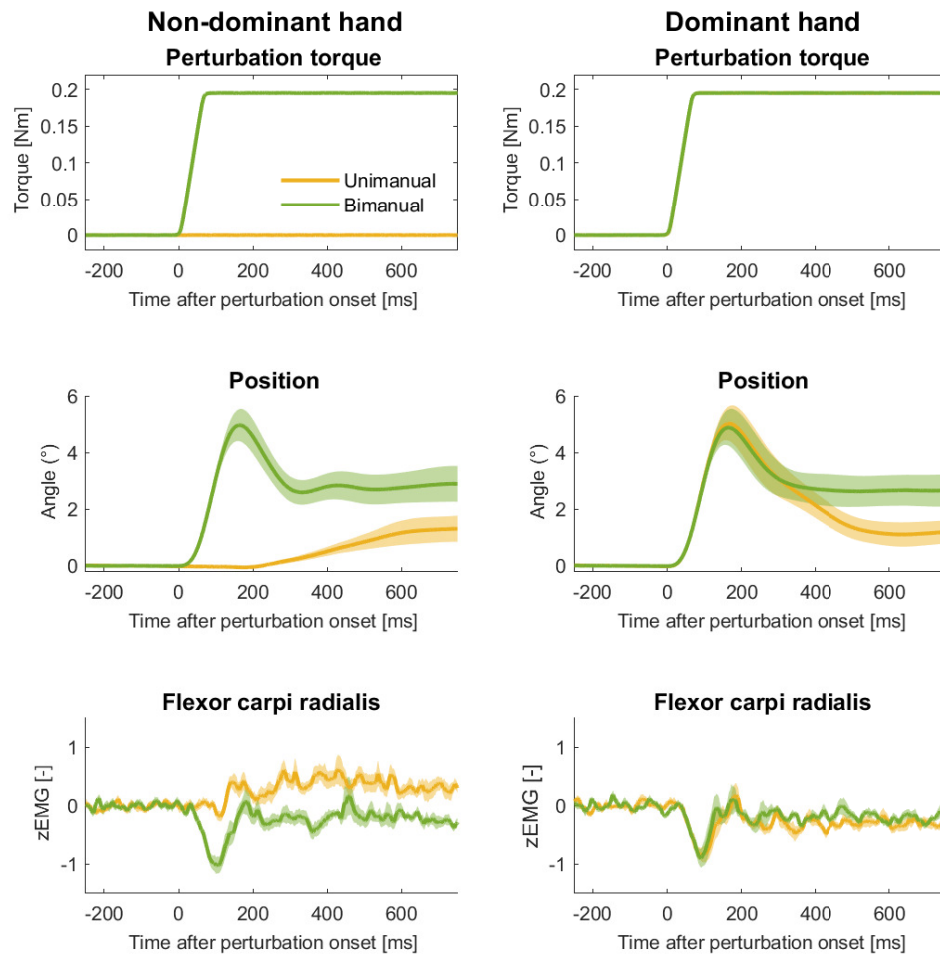 Non-dominant hand
Dominant hand
Perturbation torque
Perturbation torque
Torque [Nm]
0.2
0.15
0.1
0.05
0
Unimanual
Bimanual
-200 0 200 400 600
Time after perturbation onset [ms]
Torque [Nm]
0.2
0.15
0.1
0.05
0
-200 0 200 400 600
Time after perturbation onset [ms]
Position
Angle (°)
6
4
2
0
-200 0 200 400 600
Time after perturbation onset [ms]
Position
Angle (°)
6
4
2
0
-200 0 200 400 600
Time after perturbation onset [ms]
Flexor carpi radialis
zEMG [-]
1
0
-1
-200 0 200 400 600
Time after perturbation onset [ms]
Flexor carpi radialis
zEMG [-]
1
0
-1
-200 0 200 400 600
Time after perturbation onset [ms]